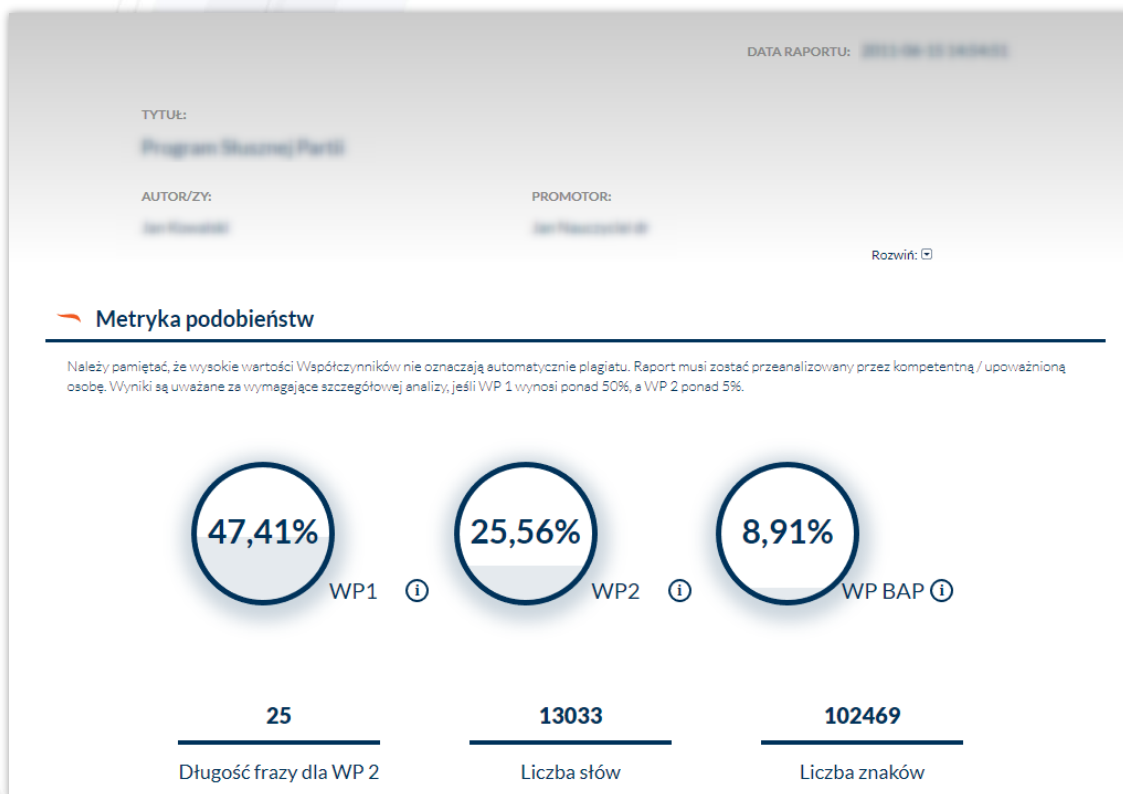 DATA RAPORTU:
TYTUŁ:
AUTOR/ZY:
PROMOTOR:
Rozwiń:
Metryka podobieństw
Należy pamiętać, że wysokie wartości Współczynników nie oznaczają automatycznie plagiatu. Raport musi zostać przeanalizowany przez kompetentną / upoważnioną
osobę. Wyniki są uważane za wymagające szczegółowej analizy, jeśli WP 1 wynosi ponad 50%, a WP 2 ponad 5%.
47,41%
WP1
25,56%
WP2
8,91%
WP BAP
25
Długość frazy dla WP 2
13033
Liczba słów
102469
Liczba znaków